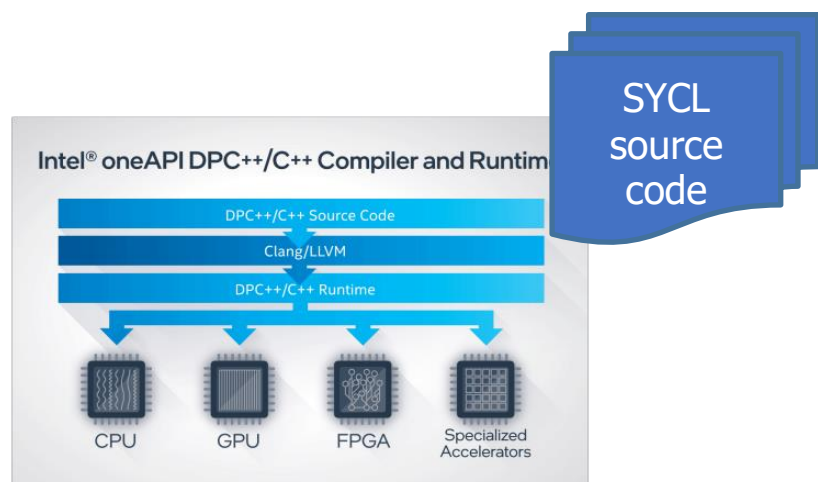 SYCL
source
code
Intel® oneAPI DPC++/C++ Compiler and Runtim
DPC++/C++ Source Code
Clang/LLVM
DPC++/C++ Runtime
CPU
GPU
FPGA
Specialized
Accelerators